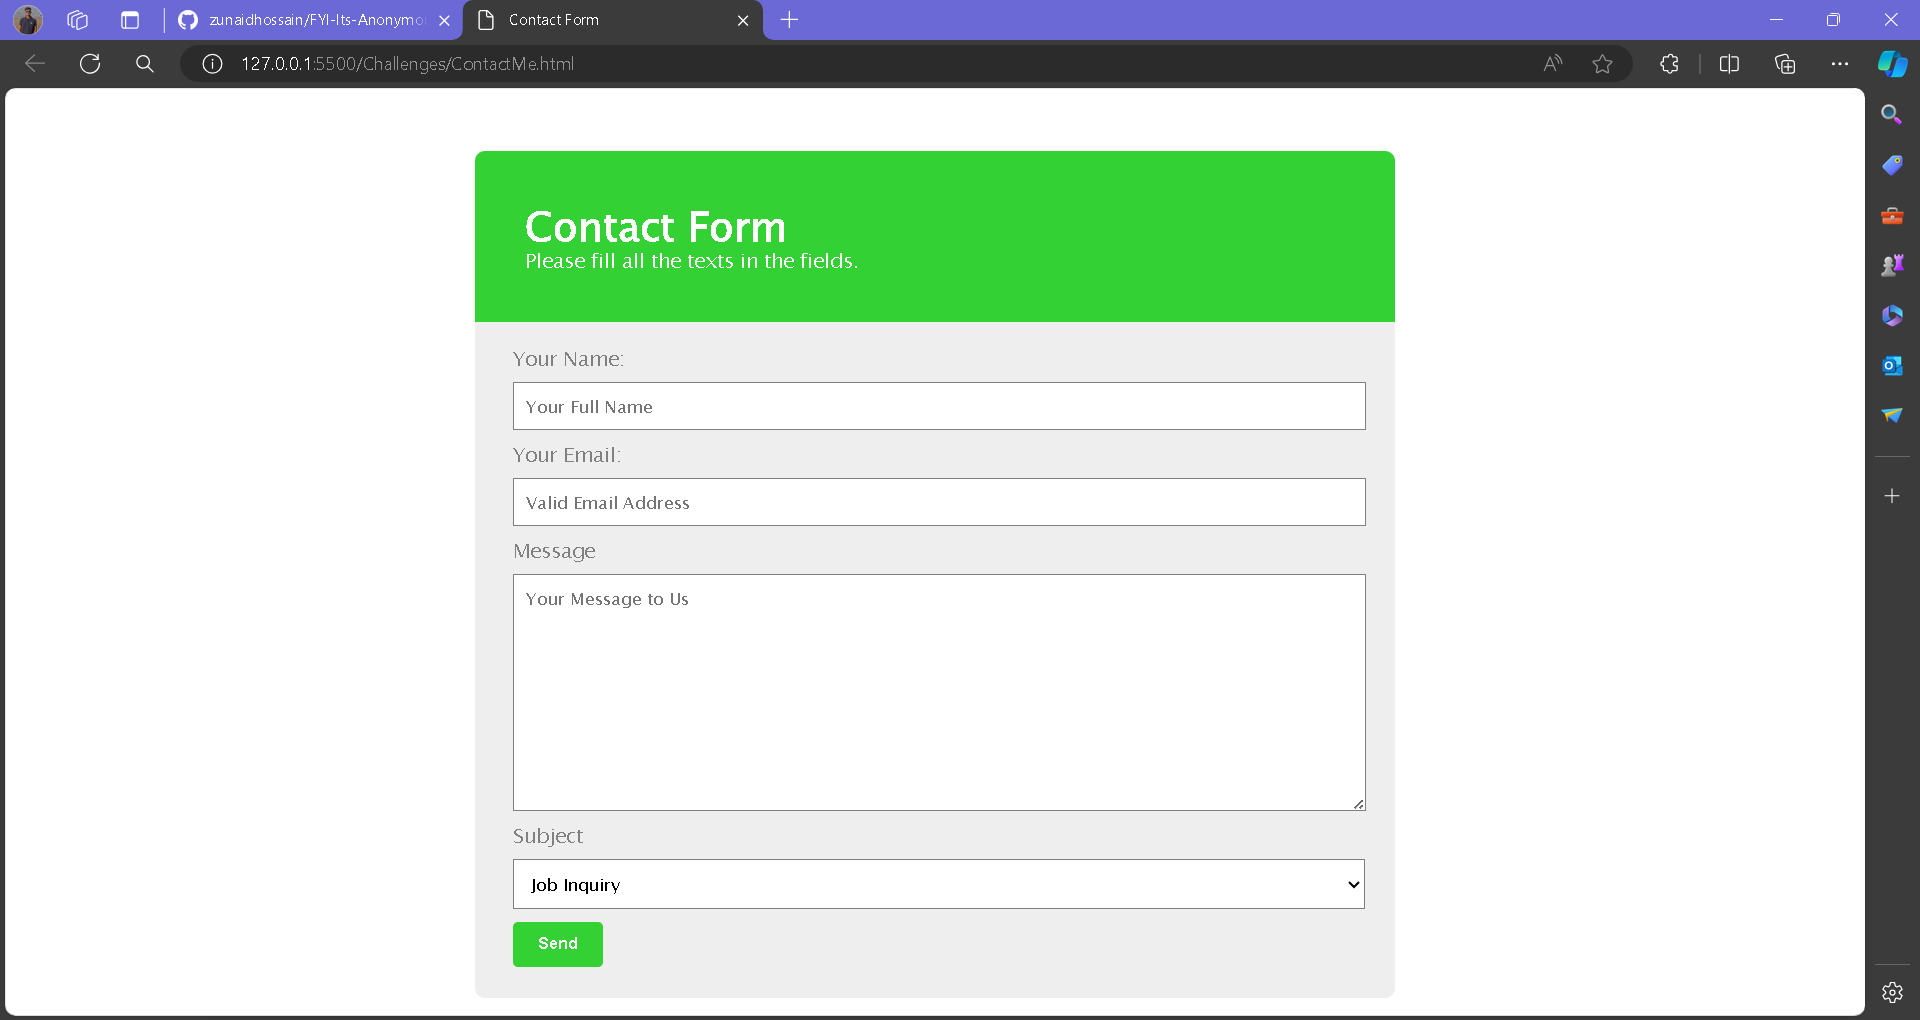 zunaidhossain/FYI-Its-Anonymo
Contact Form
127.0.0.1:5500/Challenges/ContactMe.html
Contact Form
Please fill all the texts in the fields.
Your Name:
Your Full Name
Your Email:
Valid Email Address
Message
Your Message to Us
Subject
Job Inquiry
Send